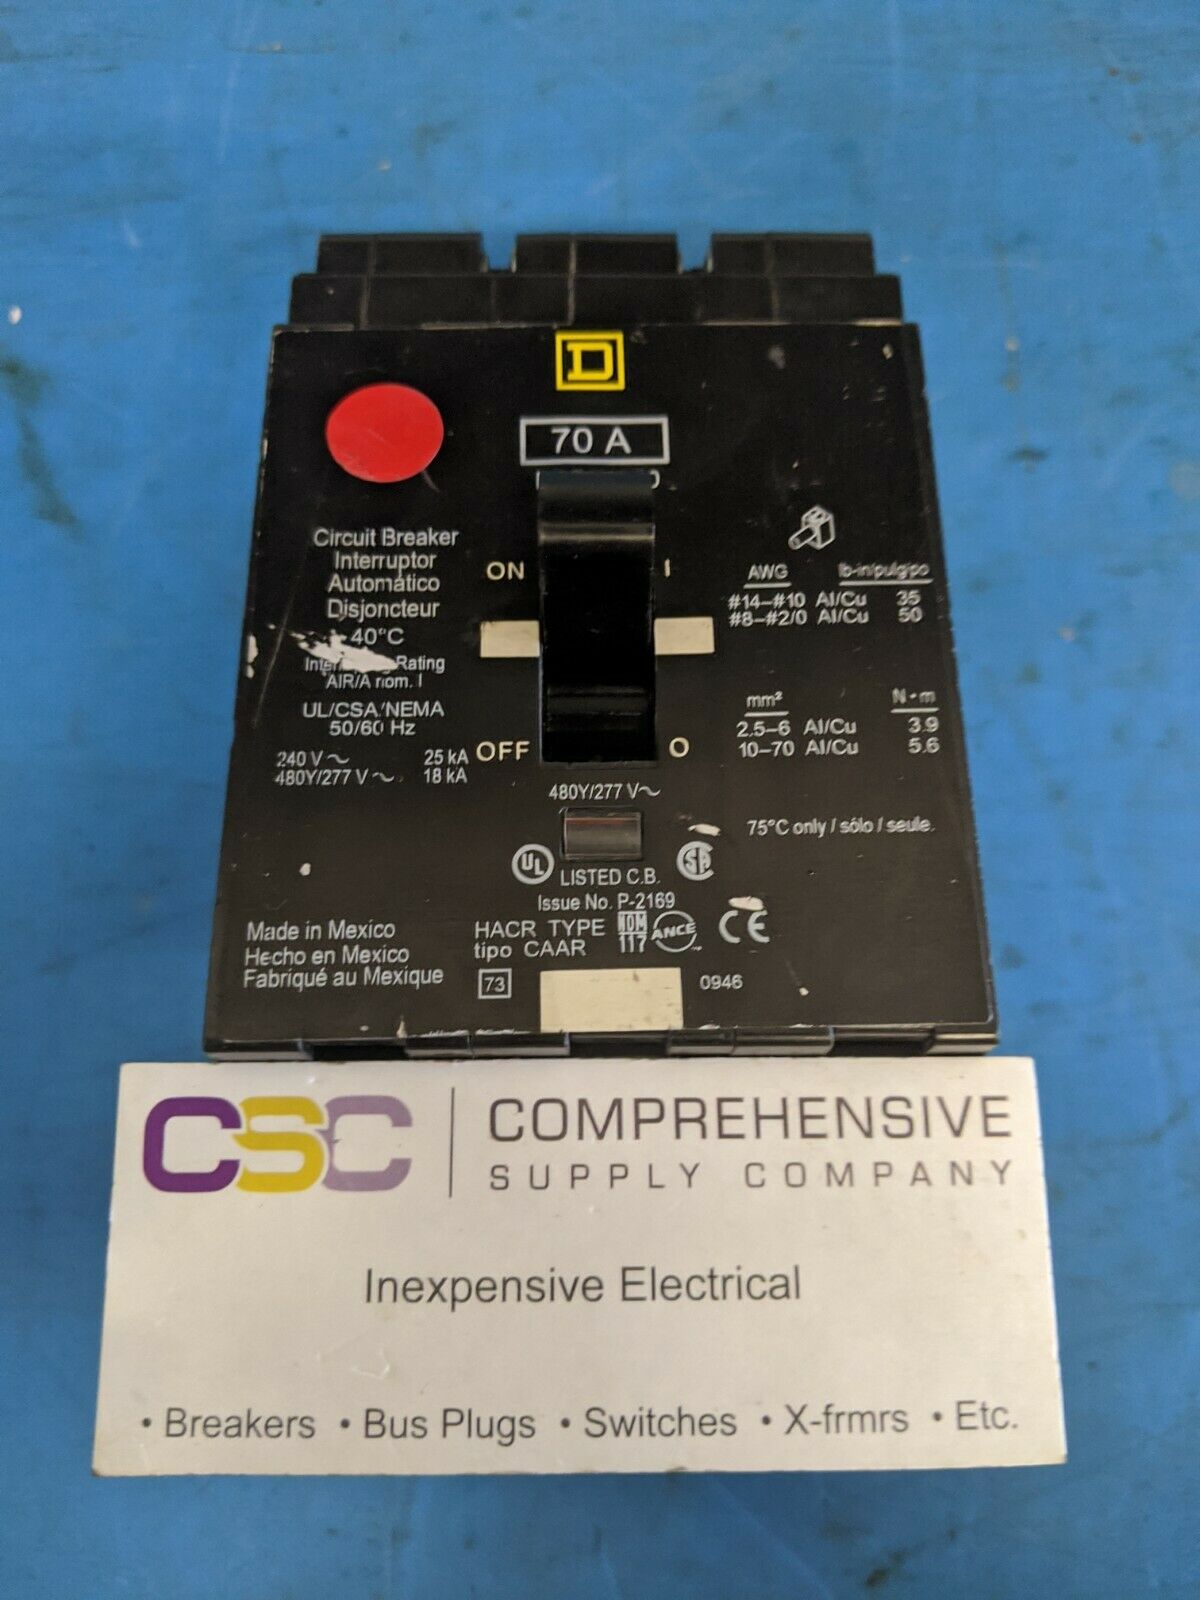 D
70 A
Circuit Breaker
Interruptor
Automático
Disjoncteur
40°C
Rating
AIR/A nom. I
UL/CSA/NEMA
50/60 Hz
240 V~ 25 kA
480Y/277 V~ 18 kA
ON I
OFF O
480Y/277 V~
AWG lb-in/pulg/po
#14–#10 Al/Cu 35
#8–#2/0 Al/Cu 50
mm² N·m
2.5–6 Al/Cu 3.9
10–70 Al/Cu 5.6
75°C only / sólo / seule.
UL LISTED C.B. SA
Issue No. P-2169
HACR TYPE NOM ANCE CE
tipo CAAR 117
73
0946
Made in Mexico
Hecho en Mexico
Fabriqué au Mexique
CSC COMPREHENSIVE
SUPPLY COMPANY
Inexpensive Electrical
• Breakers • Bus Plugs • Switches • X-frmrs • Etc.